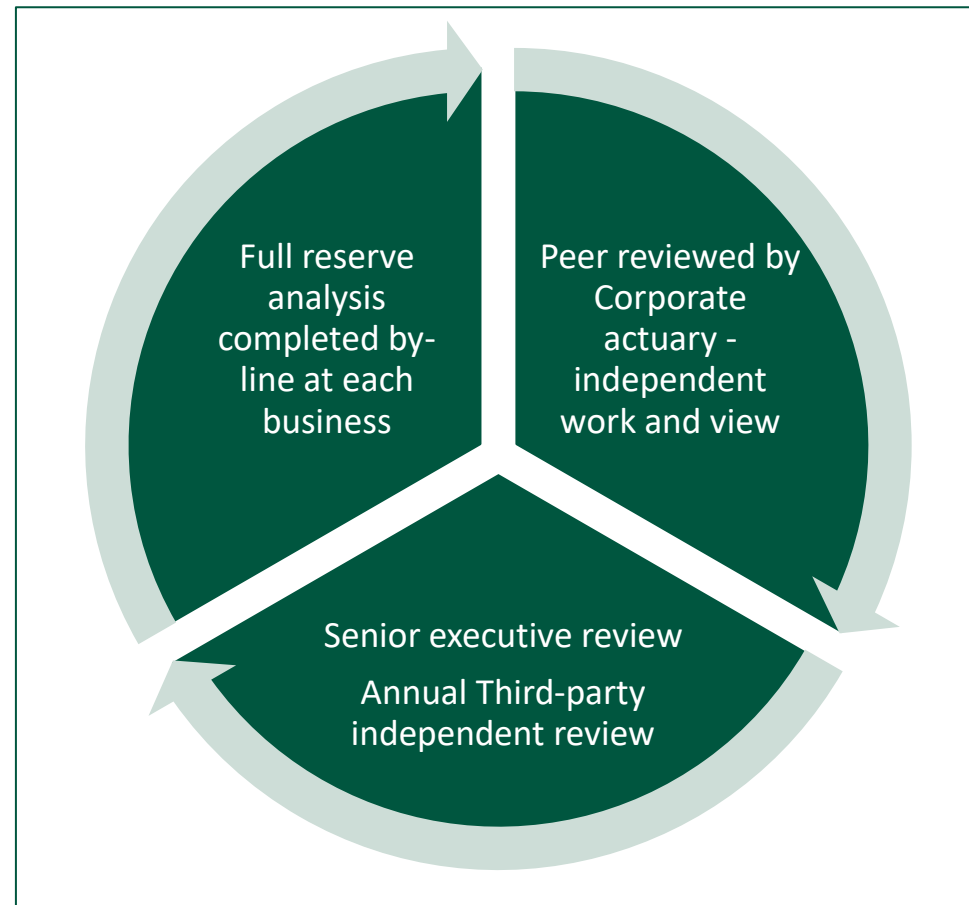 Full reserve
analysis
completed by-
line at each
business
Peer reviewed by
Corporate
actuary -
independent
work and view
Senior executive review
Annual Third-party
independent review